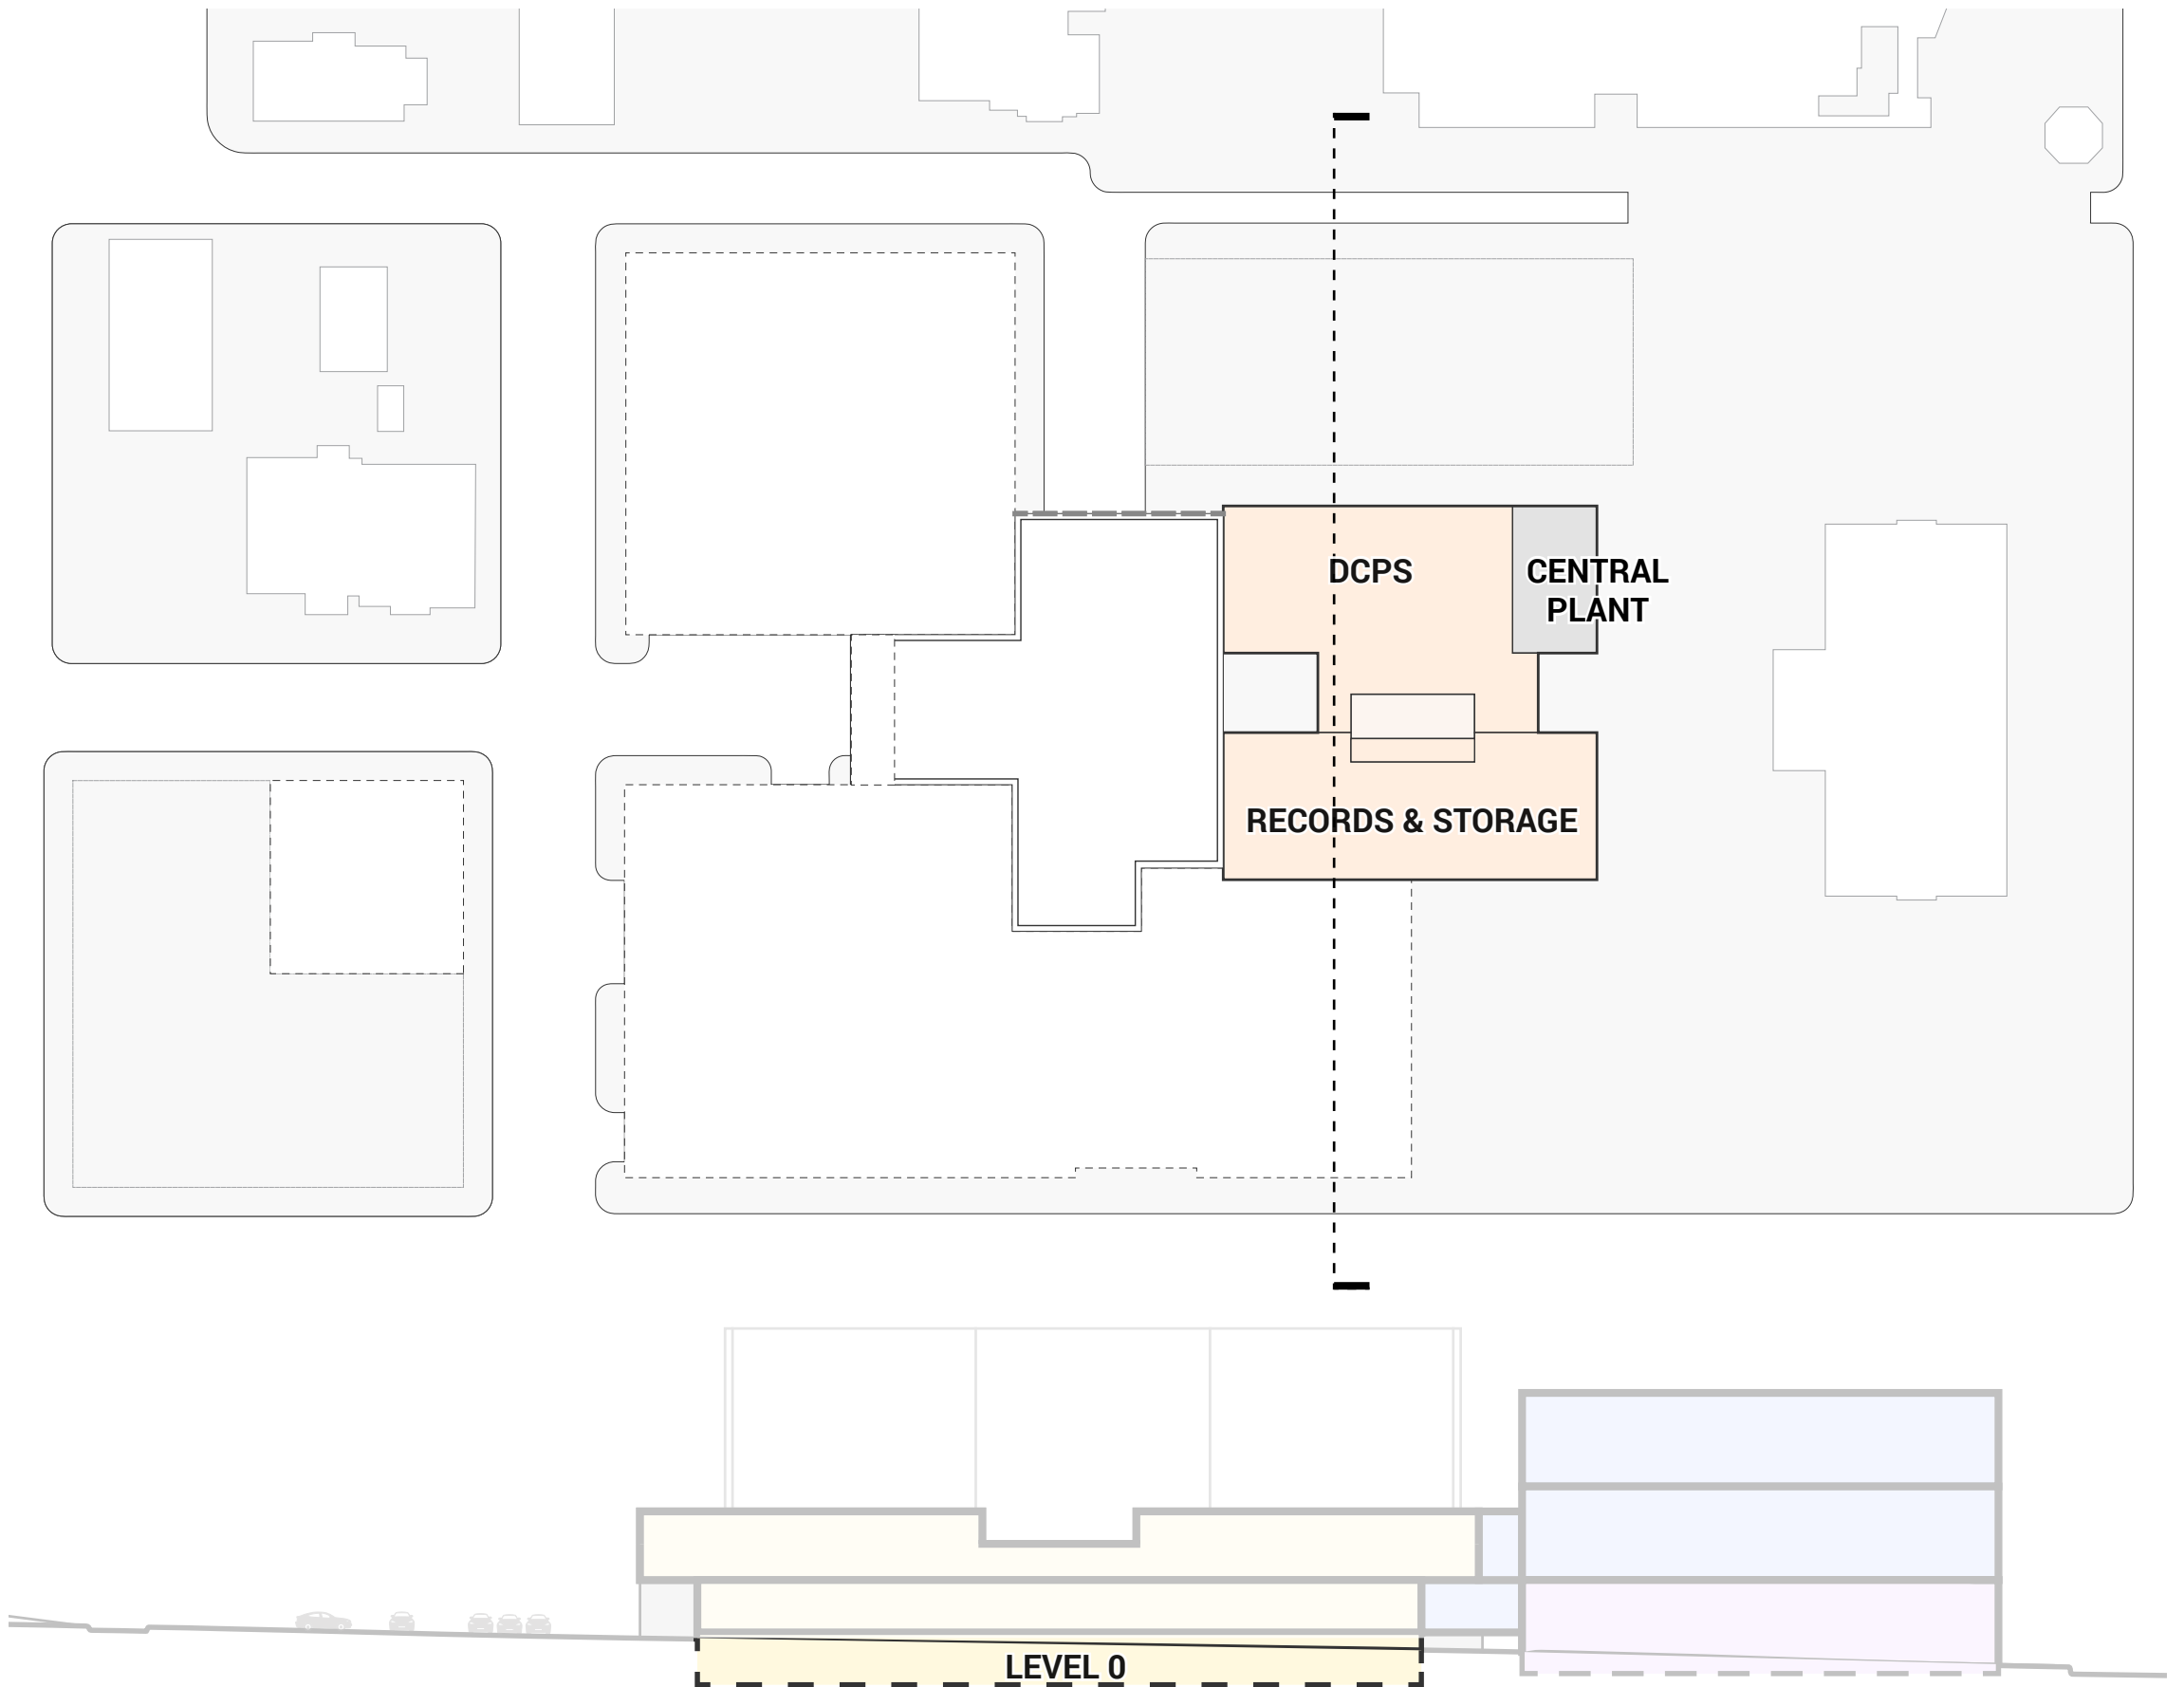 DCPS
CENTRAL
PLANT
RECORDS & STORAGE
LEVEL 0